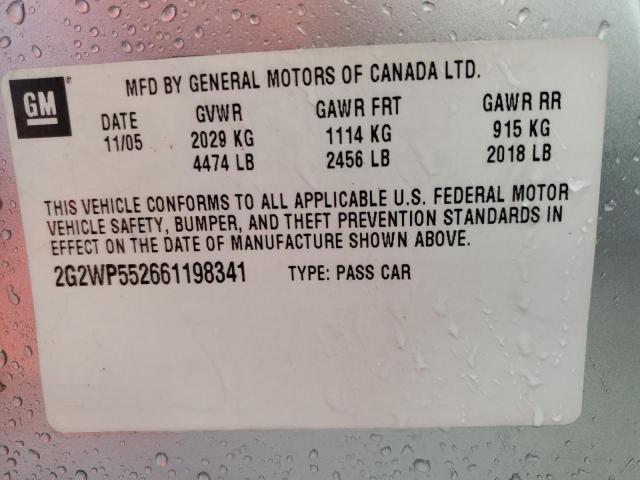 MFD BY GENERAL MOTORS OF CANADA LTD.
GM
DATE GVWR GAWR FRT GAWR RR
11/05 2029 KG 1114 KG 915 KG
4474 LB 2456 LB 2018 LB
THIS VEHICLE CONFORMS TO ALL APPLICABLE U.S. FEDERAL MOTOR
VEHICLE SAFETY, BUMPER, AND THEFT PREVENTION STANDARDS IN
EFFECT ON THE DATE OF MANUFACTURE SHOWN ABOVE.
2G2WP552661198341 TYPE: PASS CAR